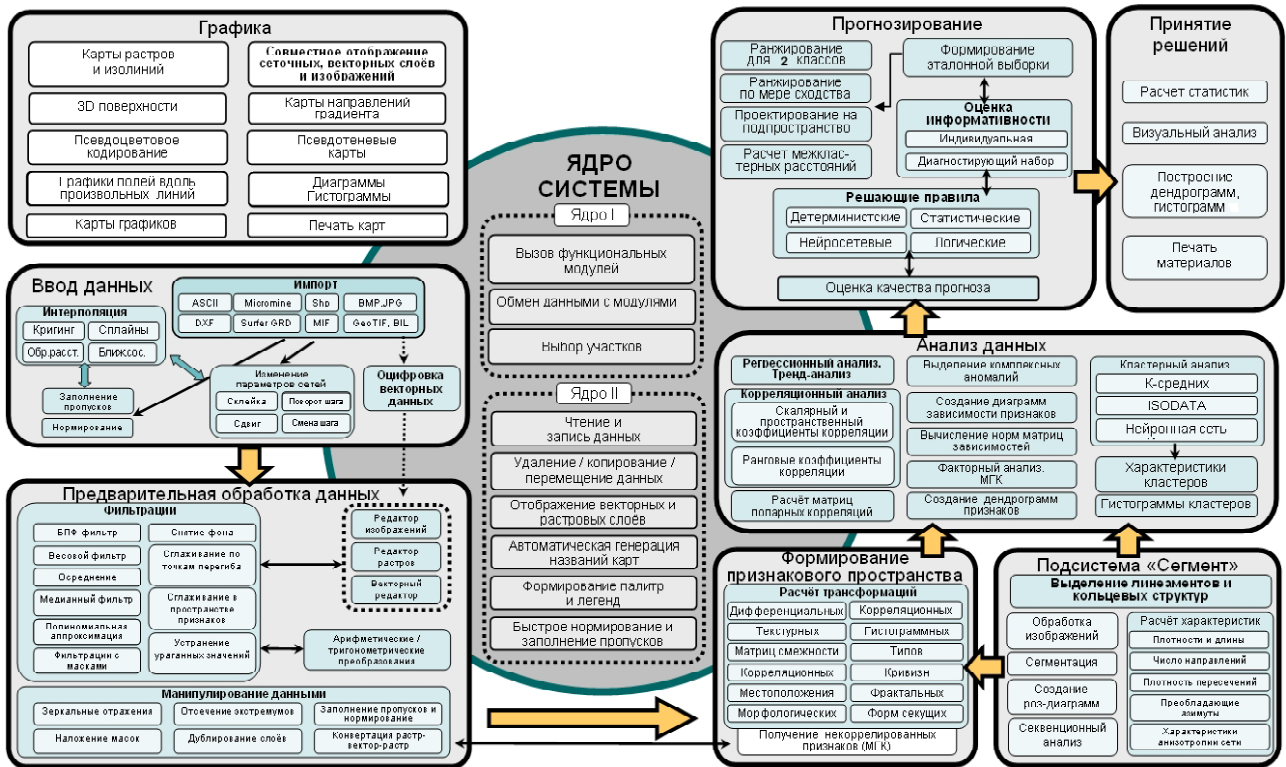 Графика
Карты растров
и изолиний
Совместное отображение
сеточных, векторных слоёв
и изображений
3D поверхности
Карты направлений
градиента
Псевдоцветовое
кодирование
Псевдотеневые
карты
Графики полей вдоль
произвольных линий
Диаграммы
Гистограммы
Карты графиков
Печать карт
Ввод данных
Импорт
ASCII
Micromine
Shp
BMP,JPG
DXF
Surfer GRD
MIF
GeoTIF, BIL
Интерполяция
Кригинг
Сплайны
Обр.расст.
Ближ.сос.
Заполнение
пропусков
Нормирование
Изменение
параметров сетей
Склейка
Поворот шага
Сдвиг
Смена шага
Оцифровка
векторных
данных
Предварительная обработка данных
Фильтрации
БПФ фильтр
Снятие фона
Весовой фильтр
Сглаживание по
точкам перегиба
Осреднение
Медианный фильтр
Сглаживание в
пространстве
признаков
Полиномиальная
аппроксимация
Фильтрации с
масками
Устранение
ураганных значений
Редактор
изображений
Редактор
растров
Векторный
редактор
Арифметические /
тригонометрические
преобразования
Манипулирование данными
Зеркальные отражения
Отсечение экстремумов
Заполнение пропусков и
нормирование
Наложение масок
Дублирование слоёв
Конвертация растр-
вектор-растр
ЯДРО
СИСТЕМЫ
Ядро I
Вызов функциональных
модулей
Обмен данными с модулями
Выбор участков
Ядро II
Чтение и
запись данных
Удаление / копирование /
перемещение данных
Отображение векторных и
растровых слоёв
Автоматическая генерация
названий карт
Формирование палитр
и легенд
Быстрое нормирование и
заполнение пропусков
Прогнозирование
Ранжирование
для 2 классов
Ранжирование
по мере сходства
Проектирование на
подпространство
Расчет межклас-
терных расстояний
Формирование
эталонной выборки
Оценка
информативности
Индивидуальная
Диагностирующий набор
Решающие правила
Детерминистские
Статистические
Нейросетевые
Логические
Оценка качества прогноза
Принятие
решений
Расчет статистик
Визуальный анализ
Построение
дендрограмм,
гистограмм
Печать
материалов
Анализ данных
Регрессионный анализ.
Тренд-анализ
Корреляционный анализ
Скалярный и
пространственный
коэффициенты корреляции
Ранговые коэффициенты
корреляции
Расчёт матриц
попарных корреляций
Выделение комплексных
аномалий
Создание диаграмм
зависимости признаков
Вычисление норм матриц
зависимостей
Факторный анализ.
МГК
Создание дендрограмм
признаков
Кластерный анализ
К-средних
ISODATA
Нейронная сеть
Характеристики
кластеров
Гистограммы кластеров
Формирование
признакового пространства
Расчёт трансформаций
Дифференциальных
Корреляционных
Текстурных
Гистограммных
Матриц смежности
Типов
Корреляционных
Кривизн
Местоположения
Фрактальных
Морфологических
Форм секущих
Получение некоррелированных
признаков (МГК)
Подсистема «Сегмент»
Выделение линеаментов и
кольцевых структур
Обработка
изображений
Сегментация
Создание
роз-диаграмм
Секвенционный
анализ
Расчёт характеристик
Плотности и длины
Число направлений
Плотность пересечений
Преобладающие
азимуты
Характеристики
анизотропии сети